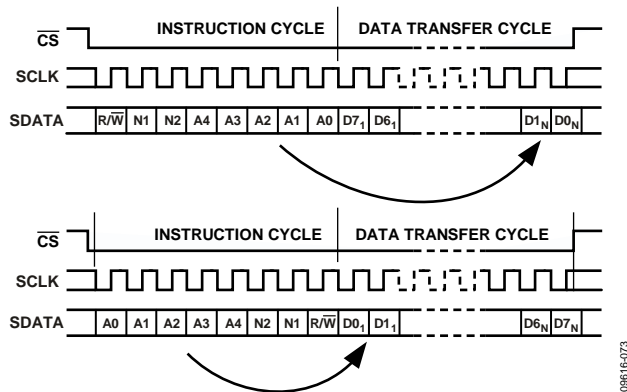 INSTRUCTION CYCLE DATA TRANSFER CYCLE
CS
SCLK
SDATA R/W N1 N2 A4 A3 A2 A1 A0 D7₁ D6₁ D1N D0N
INSTRUCTION CYCLE DATA TRANSFER CYCLE
CS
SCLK
SDATA A0 A1 A2 A3 A4 N2 N1 R/W D0₁ D1₁ D6N D7N
09616-073